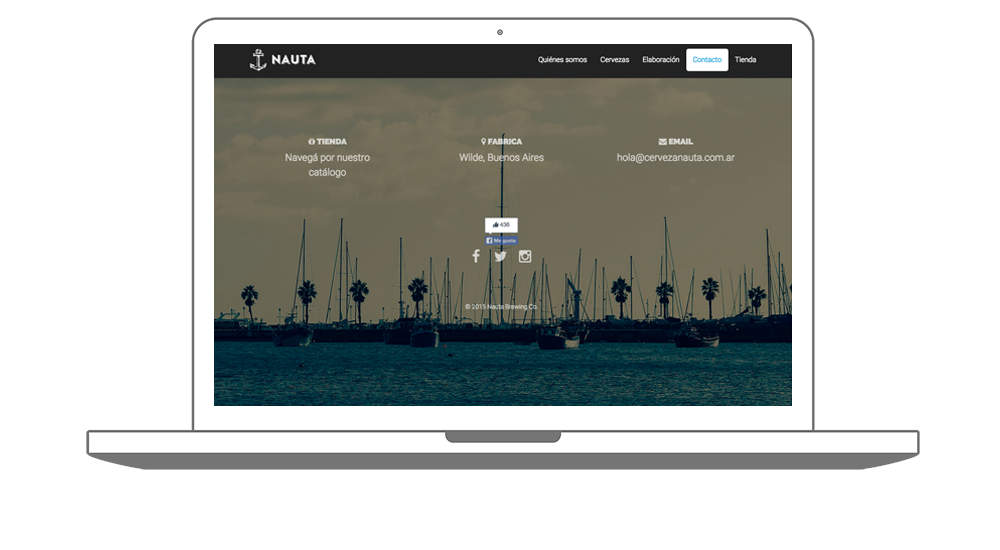 NAUTA
Quiénes somos Cervezas Elaboración Contacto Tienda
TIENDA
Navegá por nuestro
catálogo
FABRICA
Wilde, Buenos Aires
EMAIL
hola@cervezanauta.com.ar
436
Me gusta
© 2015 Nauta Brewing Co.